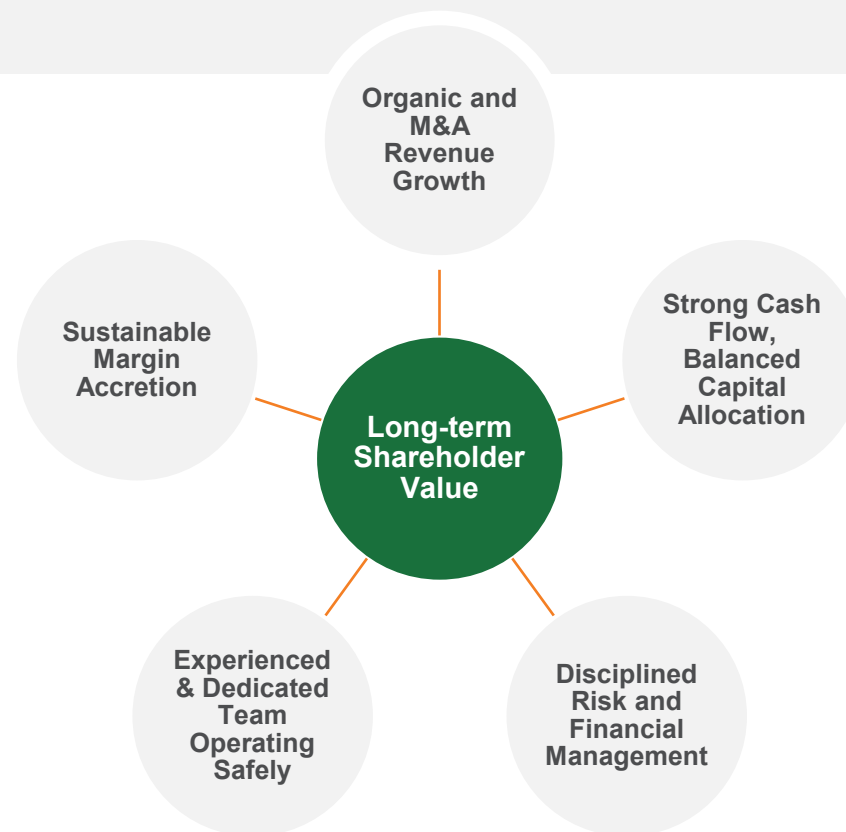 Organic and
M&A
Revenue
Growth
Strong Cash
Flow,
Balanced
Capital
Allocation
Sustainable
Margin
Accretion
Long-term
Shareholder
Value
Experienced
& Dedicated
Team
Operating
Safely
Disciplined
Risk and
Financial
Management